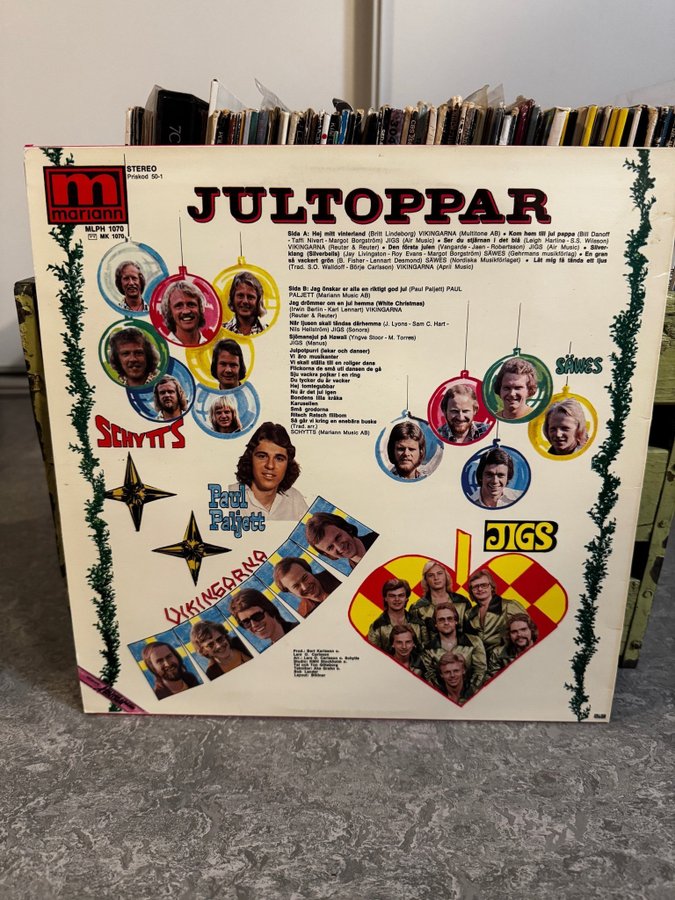 m
mariann
STEREO
Priskod 50-1
MLPH 1070
MK 1070
JULTOPPAR
Sida A: Hej mitt vinterland (Britt Lindeborg) VIKINGARNA (Multitone AB) • Kom hem till jul pappa (Bill Danoff
- Taffi Nivert - Margot Borgström) JIGS (Air Music) • Ser du stjärnan i det blå (Leigh Harline - S.S. Wilsson)
VIKINGARNA (Reuter & Reuter) • Den första julen (Vangarde - Jaen - Robertsson) JIGS (Air Music) • Silver-
klang (Silverbells) (Jay Livingston - Roy Evans - Margot Borgström) SÄWES (Gehrmans musikförlag) • En gran
så vackert grön (B. Fisher - Lennart Desmond) SÄWES (Nordiska Musikförlaget) • Låt mig få tända ett ljus
(Trad. S.O. Walldoff - Börje Carlsson) VIKINGARNA (April Music)
Sida B: Jag önskar er alla en riktigt god jul (Paul Paljett) PAUL
PALJETT (Mariann Music AB)
Jag drömmer om en jul hemma (White Christmas)
(Irwin Berlin - Karl Lennart) VIKINGARNA
(Reuter & Reuter)
När ljusen skall tändas därhemma (J. Lyons - Sam C. Hart -
Nils Hellström) JIGS (Sonora)
Sjömansjul på Hawaii (Yngve Stoor - M. Torres)
JIGS (Manus)
Julpotpurri (lekar och danser)
Vi äro musikanter
Vi skall ställa till en roliger dans
Flickorna de små uti dansen de gå
Sju vackra pojkar i en ring
Du tycker du är vacker
Hej tomtegubbar
Nu är det jul igen
Bondens lilla kråka
Karusellen
Små grodorna
Ritsch Ratsch fillbom
Så går vi kring en enebäre buske
(Trad. arr.)
SCHYTTS (Mariann Music AB)
SCHYTTS
SÄWES
Paul
Paljett
JIGS
VIKINGARNA
Prod.: Bert Karlsson o.
Lars O. Carlsson